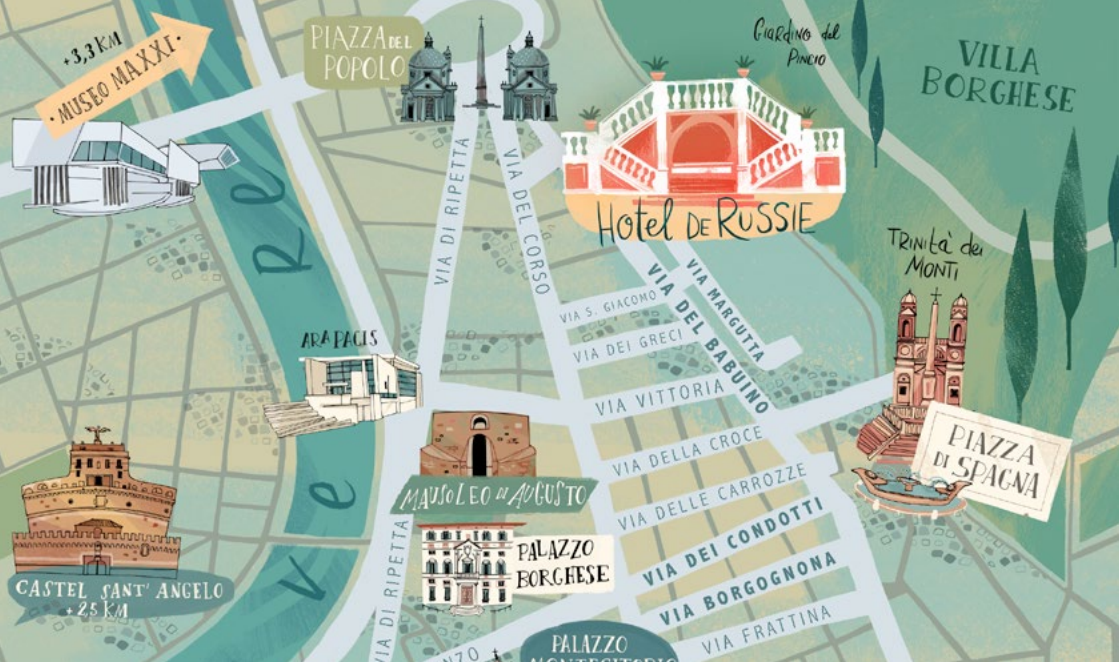 +3,3 KM
• MUSEO MAXXI •
PIAZZA DEL
POPOLO
Giardino del
Pincio
VILLA
BORGHESE
Hotel DE RUSSIE
TRINITà dei
MONTI
PIAZZA
DI SPAGNA
VIA DI RIPETTA
VIA DEL CORSO
VIA S. GIACOMO
VIA DEI GRECI
VIA VITTORIA
VIA DELLA CROCE
VIA DELLE CARROZZE
VIA DEI CONDOTTI
VIA BORGOGNONA
VIA FRATTINA
VIA DEL BABUINO
VIA MARGUTTA
ARA PACIS
MAUSOLEO DI AUGUSTO
PALAZZO
BORGHESE
VIA DI RIPETTA
CASTEL SANT' ANGELO
+ 2,5 KM
v e Re
PALAZZO
MONTECITORIO